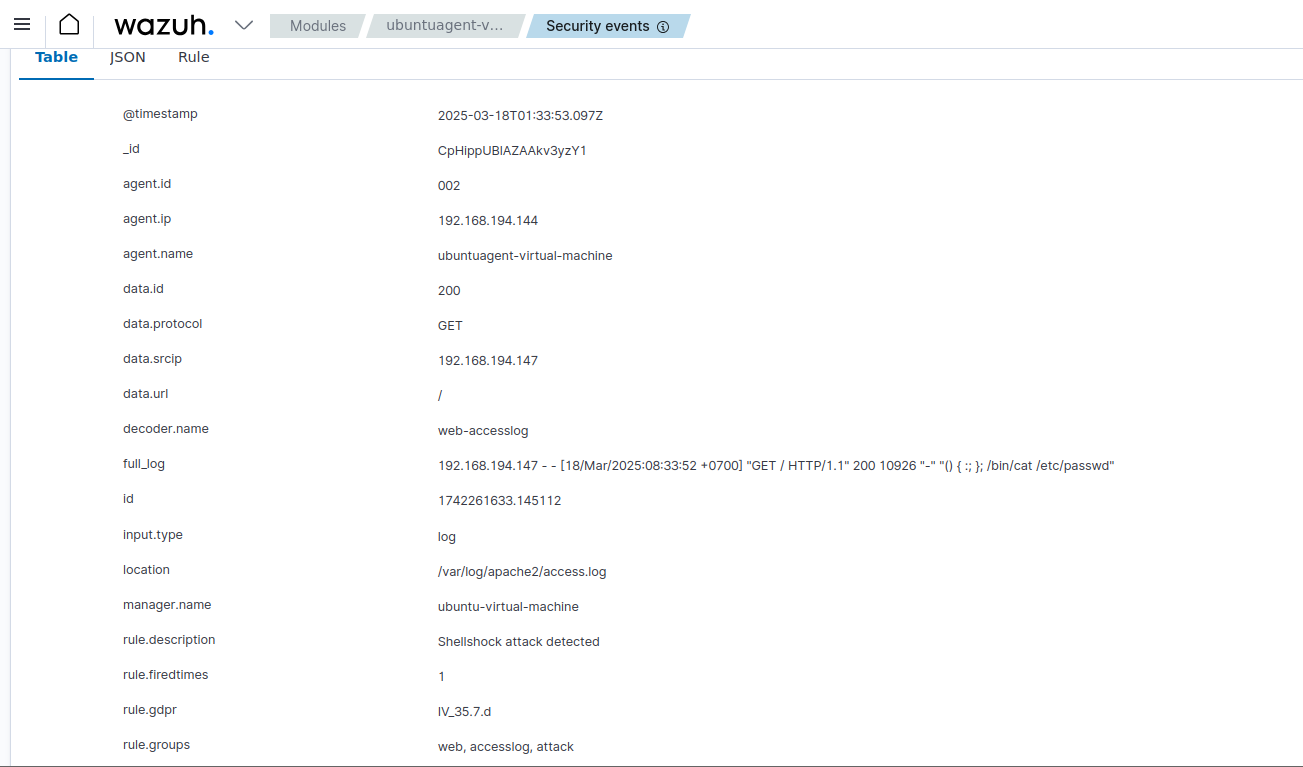 wazuh. Modules ubuntuagent-v... Security events
Table JSON Rule
@timestamp 2025-03-18T01:33:53.097Z
_id CpHippUBIAZAAkv3yzY1
agent.id 002
agent.ip 192.168.194.144
agent.name ubuntuagent-virtual-machine
data.id 200
data.protocol GET
data.srcip 192.168.194.147
data.url /
decoder.name web-accesslog
full_log 192.168.194.147 - - [18/Mar/2025:08:33:52 +0700] "GET / HTTP/1.1" 200 10926 "-" "() { :; }; /bin/cat /etc/passwd"
id 1742261633.145112
input.type log
location /var/log/apache2/access.log
manager.name ubuntu-virtual-machine
rule.description Shellshock attack detected
rule.firedtimes 1
rule.gdpr IV_35.7.d
rule.groups web, accesslog, attack